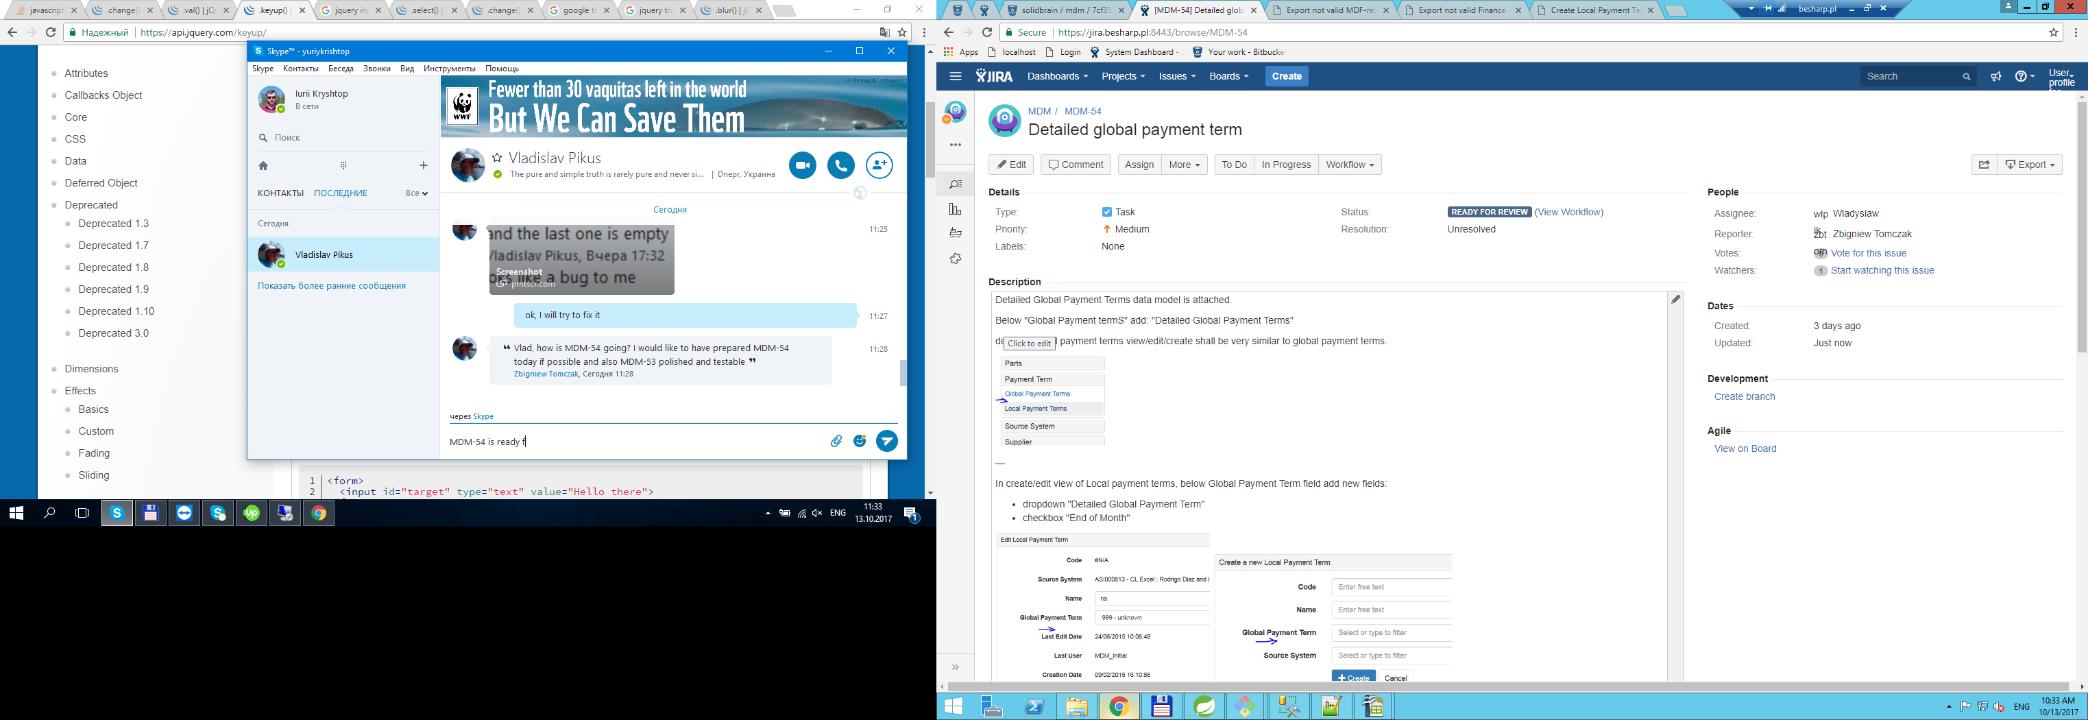 javascript
.change()
.val() | jQ
.keyup() |
jquery inp
.select() |
.change()
google tr
jquery tri
.blur() | jQ
Надежный
https://api.jquery.com/keyup/
Attributes
Callbacks Object
Core
CSS
Data
Deferred Object
Deprecated
Deprecated 1.3
Deprecated 1.7
Deprecated 1.8
Deprecated 1.9
Deprecated 1.10
Deprecated 3.0
Dimensions
Effects
Basics
Custom
Fading
Sliding
Skype™ - yuriykrishtop
Skype Контакты Беседа Звонки Вид Инструменты Помощь
Iurii Kryshtop
В сети
Поиск
КОНТАКТЫ ПОСЛЕДНИЕ Все
Сегодня
Vladislav Pikus
Показать более ранние сообщения
WWF
Fewer than 30 vaquitas left in the world
But We Can Save Them
Vladislav Pikus
The pure and simple truth is rarely pure and never si... | Dnepr, Украина
Сегодня
and the last one is empty
Vladislav Pikus, Вчера 17:32
oks like a bug to me
Screenshot
prntscr.com
11:25
ok, I will try to fix it
11:27
Vlad, how is MDM-54 going? I would like to have prepared MDM-54
today if possible and also MDM-53 polished and testable
Zbigniew Tomczak, Сегодня 11:28
11:28
через Skype
MDM-54 is ready f
1 <form>
2 <input id="target" type="text" value="Hello there">
ENG
11:33
13.10.2017
solidbrain / mdm / 7cf39
[MDM-54] Detailed glob
Export not valid MDF-re
Export not valid Finance
Create Local Payment Te
besharp.pl
Secure
https://jira.besharp.pl:8443/browse/MDM-54
Apps
localhost
Login
System Dashboard -
Your work - Bitbucke
JIRA
Dashboards
Projects
Issues
Boards
Create
Search
User
profile
MDM / MDM-54
Detailed global payment term
Edit
Comment
Assign
More
To Do
In Progress
Workflow
Export
Details
Type: Task
Priority: Medium
Labels: None
Status: READY FOR REVIEW (View Workflow)
Resolution: Unresolved
Description
Detailed Global Payment Terms data model is attached.
Below "Global Payment termS" add: "Detailed Global Payment Terms"
Click to edit
payment terms view/edit/create shall be very similar to global payment terms.
Parts
Payment Term
Global Payment Terms
Local Payment Terms
Source System
Supplier
—
In create/edit view of Local payment terms, below Global Payment Term field add new fields:
dropdown "Detailed Global Payment Term"
checkbox "End of Month"
Edit Local Payment Term
Code #N/A
Source System ASI000813 - CL Excel : Rodrigo Diaz and
Name na
Global Payment Term 999 - unknown
Last Edit Date 24/06/2015 10:06:48
Last User MDM_Initial
Creation Date 09/02/2015 16:10:55
Create a new Local Payment Term
Code Enter free text
Name Enter free text
Global Payment Term Select or type to filter
Source System Select or type to filter
Create Cancel
People
Assignee: Wladyslaw
Reporter: Zbigniew Tomczak
Votes: Vote for this issue
Watchers: 1 Start watching this issue
Dates
Created: 3 days ago
Updated: Just now
Development
Create branch
Agile
View on Board
ENG
10:33 AM
10/13/2017